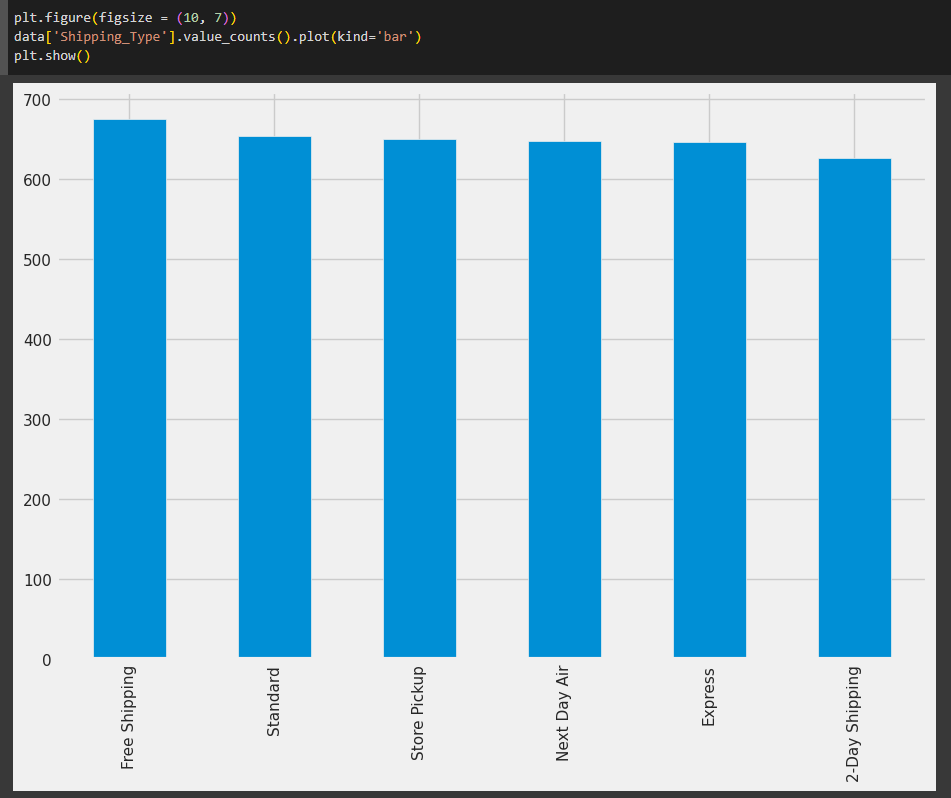 plt.figure(figsize = (10, 7))
data['Shipping_Type'].value_counts().plot(kind='bar')
plt.show()
700
600
500
400
300
200
100
0
Free Shipping
Standard
Store Pickup
Next Day Air
Express
2-Day Shipping